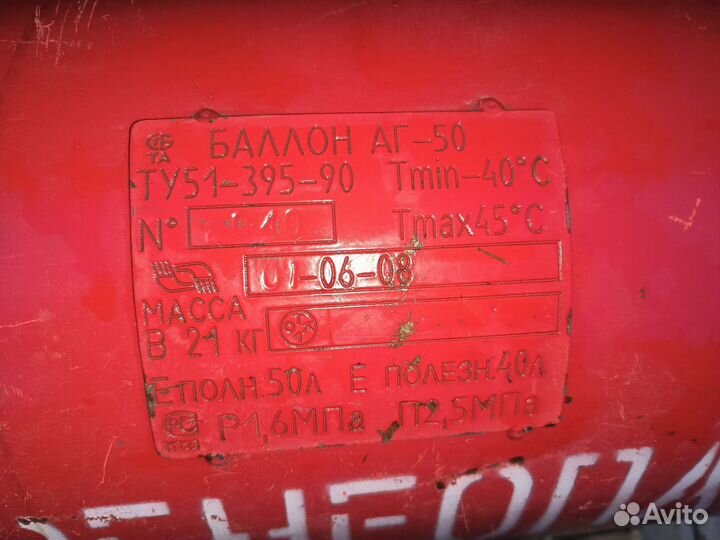 БАЛЛОН АГ-50
ТУ51-395-90 Tmin-40°С
N° Tmax45°С
01-06-08
МАССА
В 21 КГ
Е ПОЛН.50Л Е ПОЛЕЗН.40Л
Р1,6МПа П2,5МПа
Avito